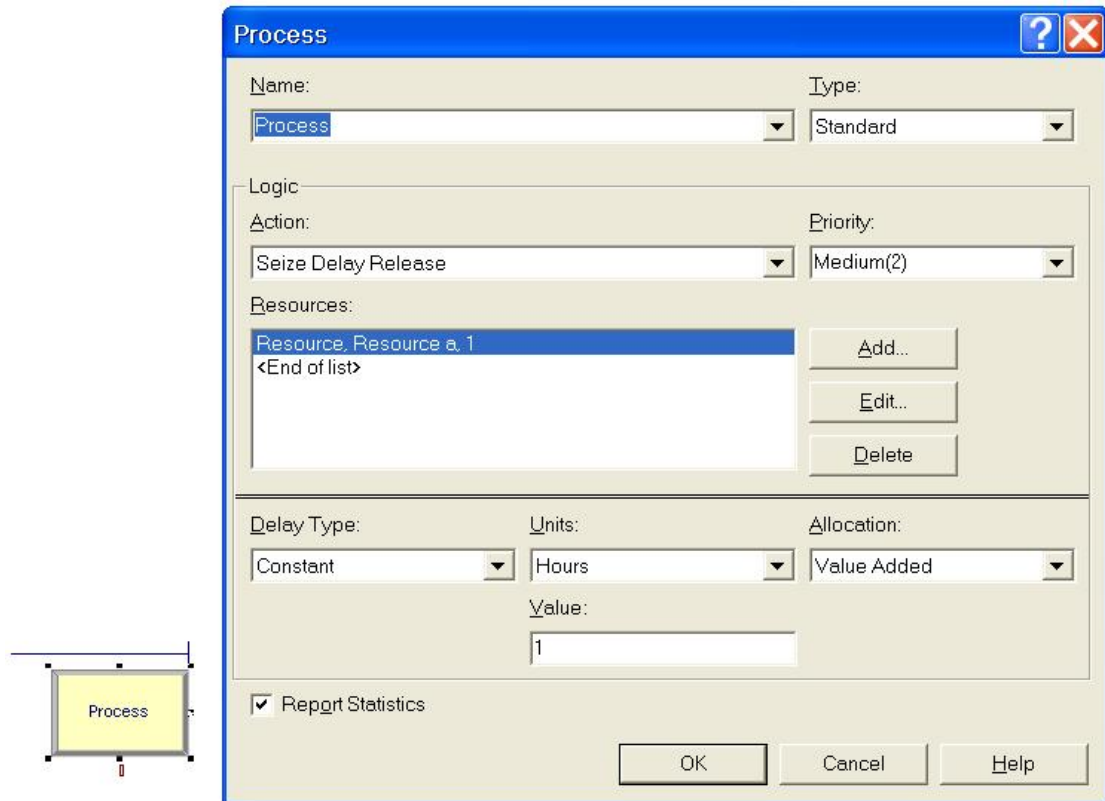 Process
Name:
Type:
Process
Standard
Logic
Action:
Priority:
Seize Delay Release
Medium(2)
Resources:
Resource, Resource a, 1
<End of list>
Add...
Edit...
Delete
Delay Type:
Units:
Allocation:
Constant
Hours
Value Added
Value:
1
Process
0
Report Statistics
OK
Cancel
Help